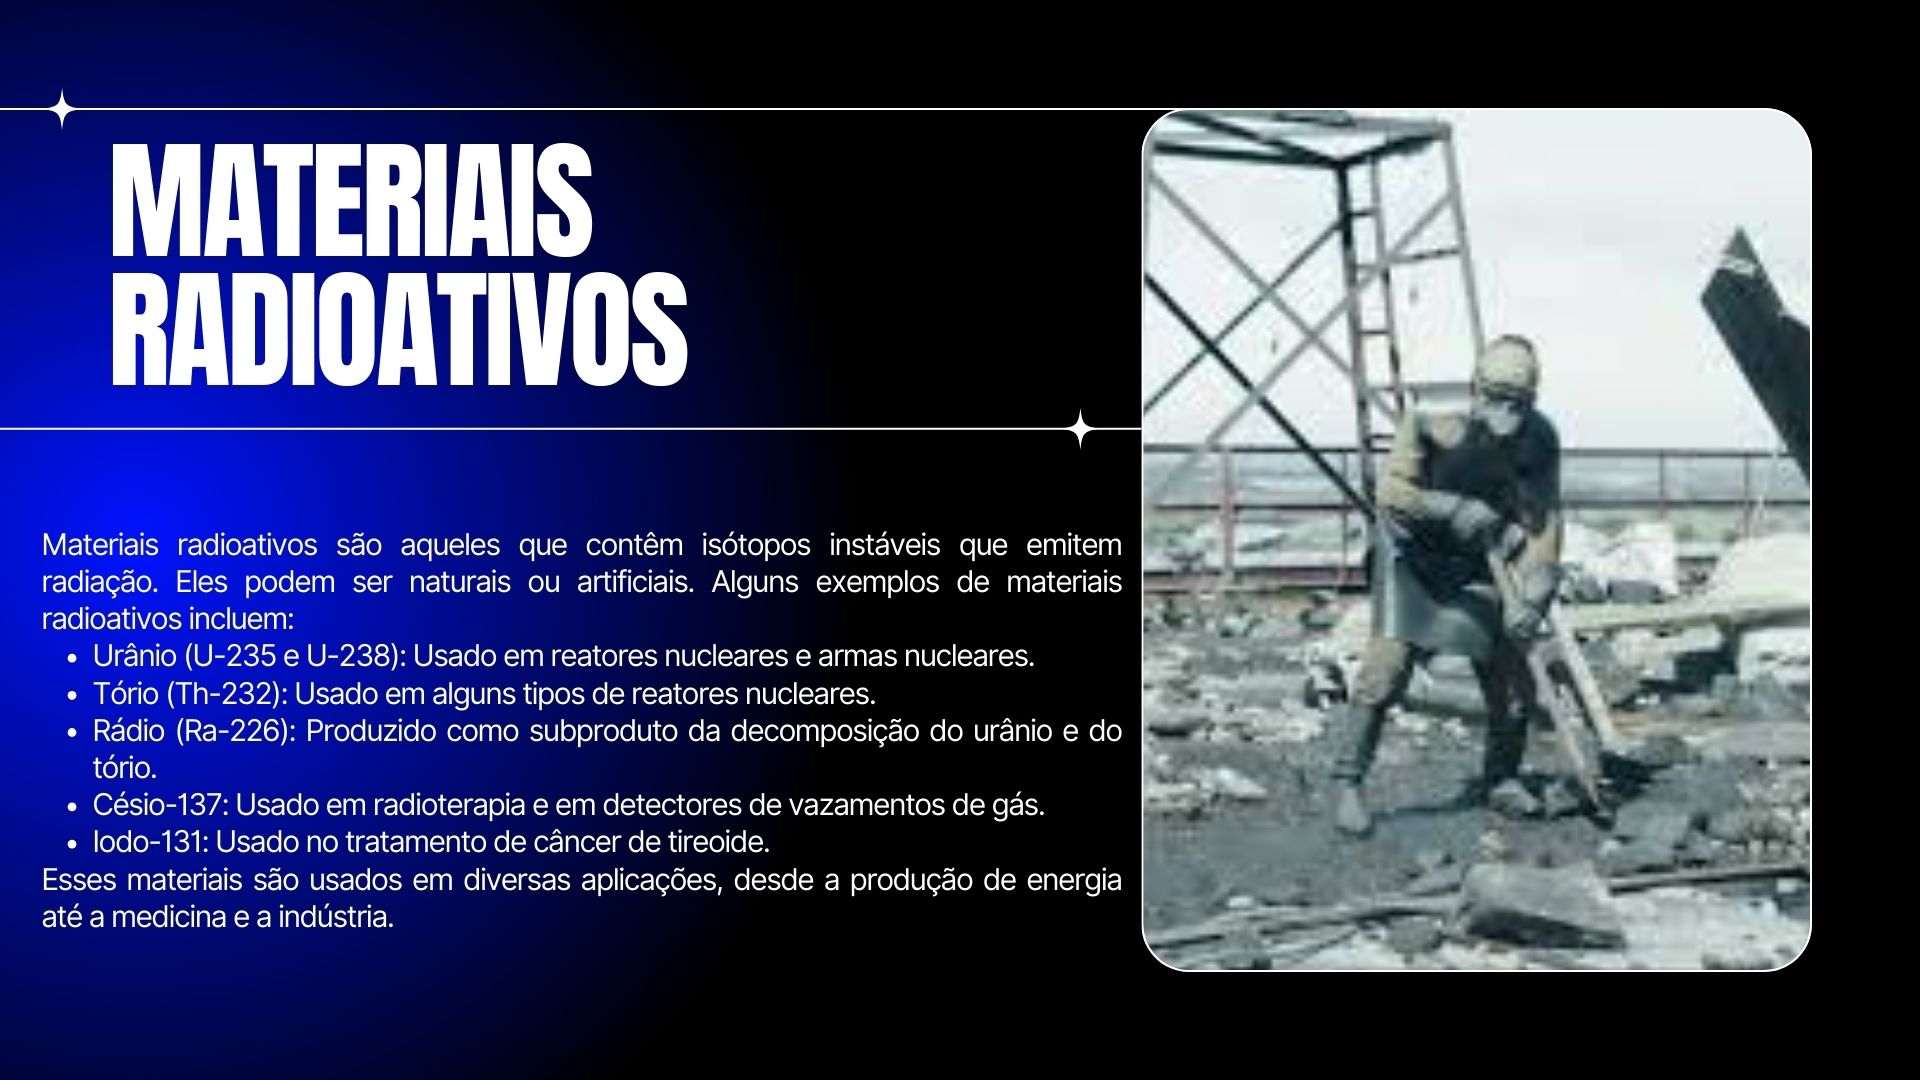 MATERIAIS
RADIOATIVOS
Materiais radioativos são aqueles que contêm isótopos instáveis que emitem
radiação. Eles podem ser naturais ou artificiais. Alguns exemplos de materiais
radioativos incluem:
• Urânio (U-235 e U-238): Usado em reatores nucleares e armas nucleares.
• Tório (Th-232): Usado em alguns tipos de reatores nucleares.
• Rádio (Ra-226): Produzido como subproduto da decomposição do urânio e do
tório.
• Césio-137: Usado em radioterapia e em detectores de vazamentos de gás.
• Iodo-131: Usado no tratamento de câncer de tireoide.
Esses materiais são usados em diversas aplicações, desde a produção de energia
até a medicina e a indústria.